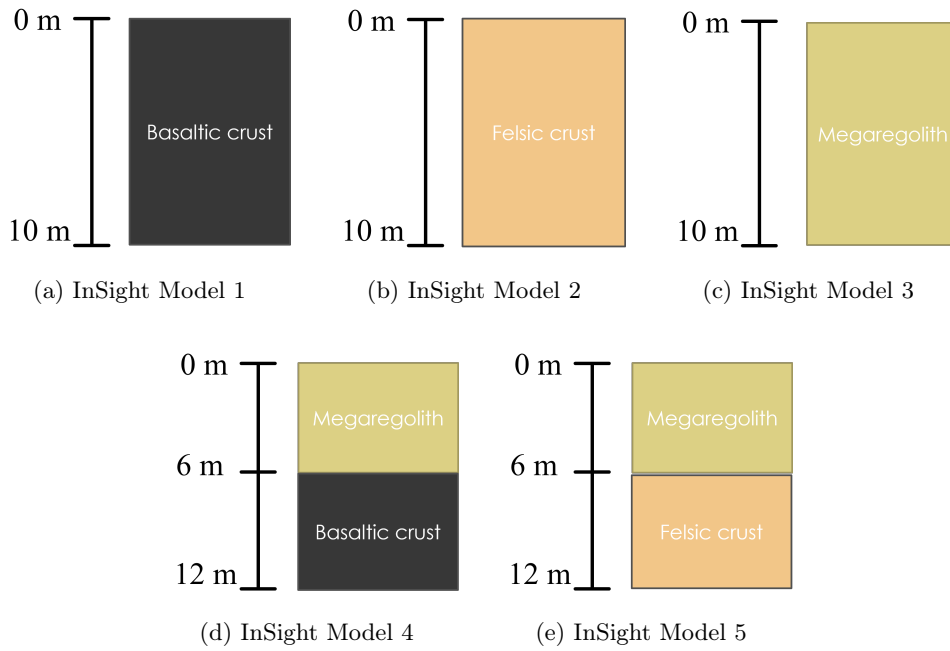 0 m
Basaltic crust
10 m
(a) InSight Model 1
0 m
Felsic crust
10 m
(b) InSight Model 2
0 m
Megaregolith
10 m
(c) InSight Model 3
0 m
Megaregolith
6 m
Basaltic crust
12 m
(d) InSight Model 4
0 m
Megaregolith
6 m
Felsic crust
12 m
(e) InSight Model 5